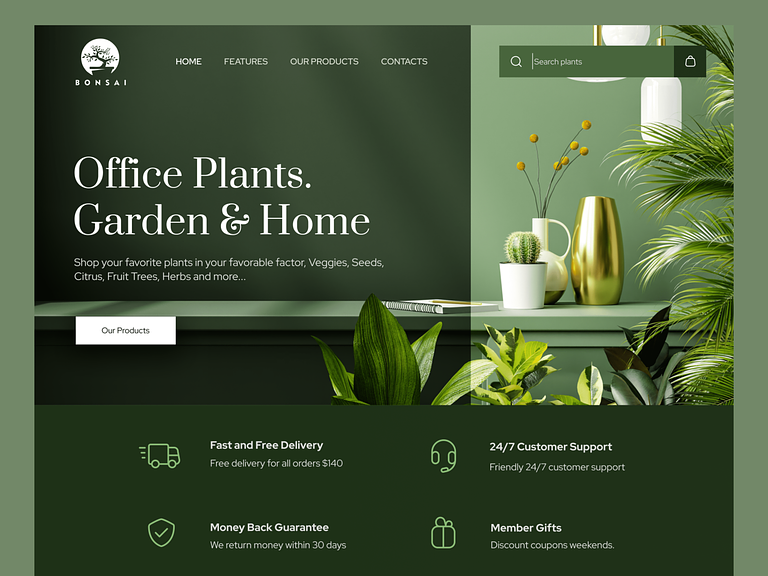 BONSAI
HOME
FEATURES
OUR PRODUCTS
CONTACTS
Search plants
Office Plants.
Garden & Home
Shop your favorite plants in your favorable factor, Veggies, Seeds,
Citrus, Fruit Trees, Herbs and more...
Our Products
Fast and Free Delivery
Free delivery for all orders $140
24/7 Customer Support
Friendly 24/7 customer support
Money Back Guarantee
We return money within 30 days
Member Gifts
Discount coupons weekends.